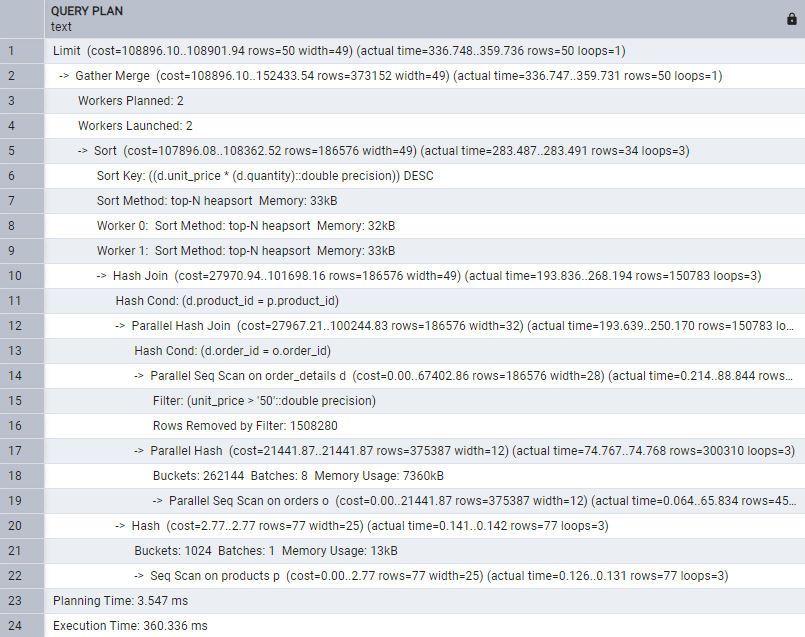 QUERY PLAN
text
1 Limit (cost=108896.10..108901.94 rows=50 width=49) (actual time=336.748..359.736 rows=50 loops=1)
2 -> Gather Merge (cost=108896.10..152433.54 rows=373152 width=49) (actual time=336.747..359.731 rows=50 loops=1)
3 Workers Planned: 2
4 Workers Launched: 2
5 -> Sort (cost=107896.08..108362.52 rows=186576 width=49) (actual time=283.487..283.491 rows=34 loops=3)
6 Sort Key: ((d.unit_price * (d.quantity)::double precision)) DESC
7 Sort Method: top-N heapsort Memory: 33kB
8 Worker 0: Sort Method: top-N heapsort Memory: 32kB
9 Worker 1: Sort Method: top-N heapsort Memory: 33kB
10 -> Hash Join (cost=27970.94..101698.16 rows=186576 width=49) (actual time=193.836..268.194 rows=150783 loops=3)
11 Hash Cond: (d.product_id = p.product_id)
12 -> Parallel Hash Join (cost=27967.21..100244.83 rows=186576 width=32) (actual time=193.639..250.170 rows=150783 lo...
13 Hash Cond: (d.order_id = o.order_id)
14 -> Parallel Seq Scan on order_details d (cost=0.00..67402.86 rows=186576 width=28) (actual time=0.214..88.844 rows...
15 Filter: (unit_price > '50'::double precision)
16 Rows Removed by Filter: 1508280
17 -> Parallel Hash (cost=21441.87..21441.87 rows=375387 width=12) (actual time=74.767..74.768 rows=300310 loops=3)
18 Buckets: 262144 Batches: 8 Memory Usage: 7360kB
19 -> Parallel Seq Scan on orders o (cost=0.00..21441.87 rows=375387 width=12) (actual time=0.064..65.834 rows=45...
20 -> Hash (cost=2.77..2.77 rows=77 width=25) (actual time=0.141..0.142 rows=77 loops=3)
21 Buckets: 1024 Batches: 1 Memory Usage: 13kB
22 -> Seq Scan on products p (cost=0.00..2.77 rows=77 width=25) (actual time=0.126..0.131 rows=77 loops=3)
23 Planning Time: 3.547 ms
24 Execution Time: 360.336 ms